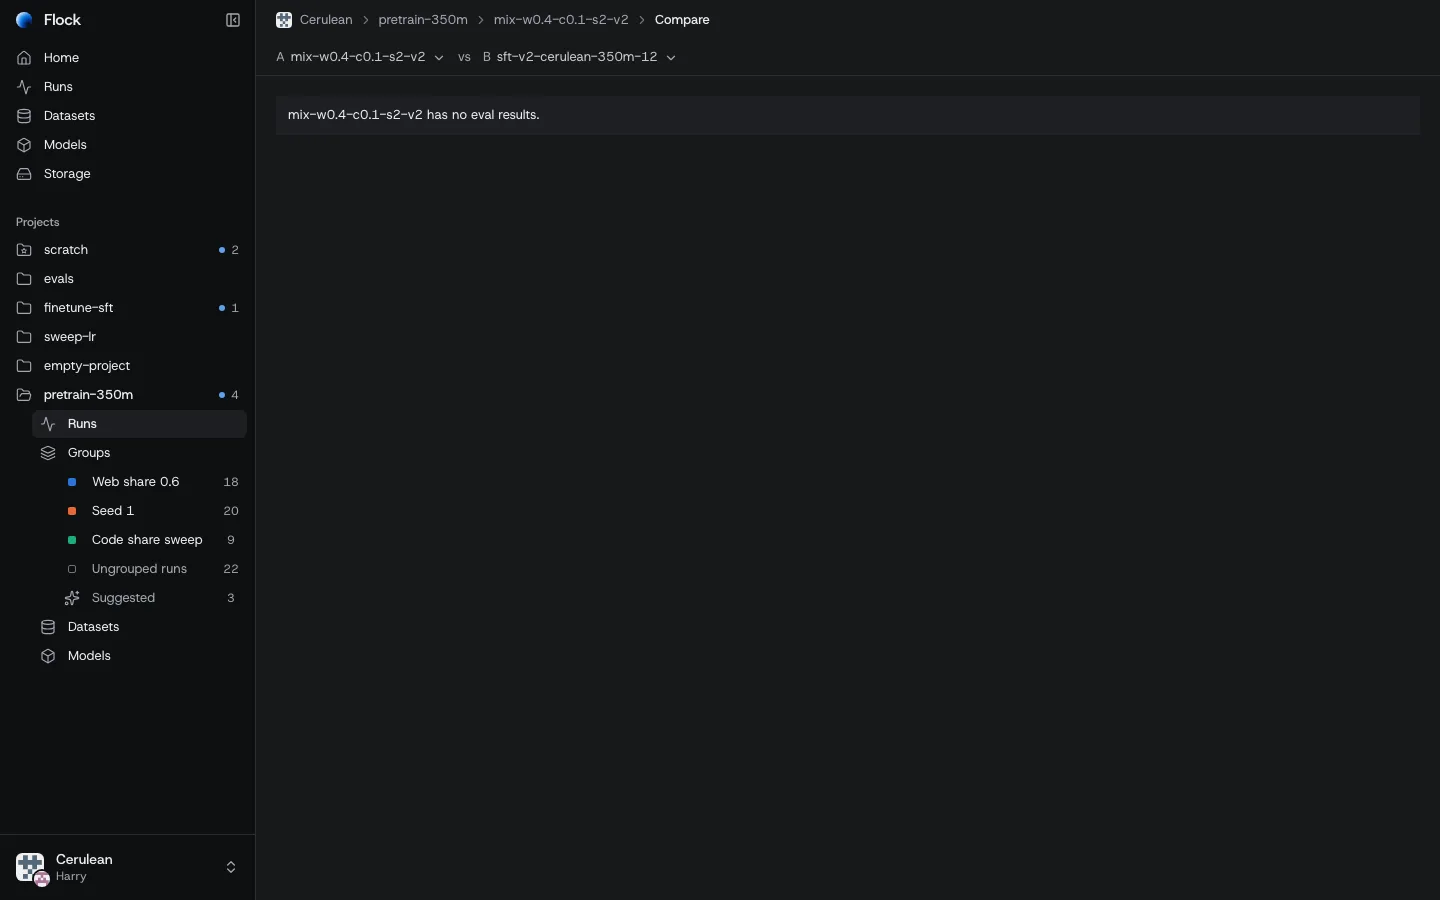 Flock
Home
Runs
Datasets
Models
Storage
Projects
scratch 2
evals
finetune-sft 1
sweep-lr
empty-project
pretrain-350m 4
Runs
Groups
Web share 0.6 18
Seed 1 20
Code share sweep 9
Ungrouped runs 22
Suggested 3
Datasets
Models
Cerulean
Harry
Cerulean > pretrain-350m > mix-w0.4-c0.1-s2-v2 > Compare
A mix-w0.4-c0.1-s2-v2 vs B sft-v2-cerulean-350m-12
mix-w0.4-c0.1-s2-v2 has no eval results.